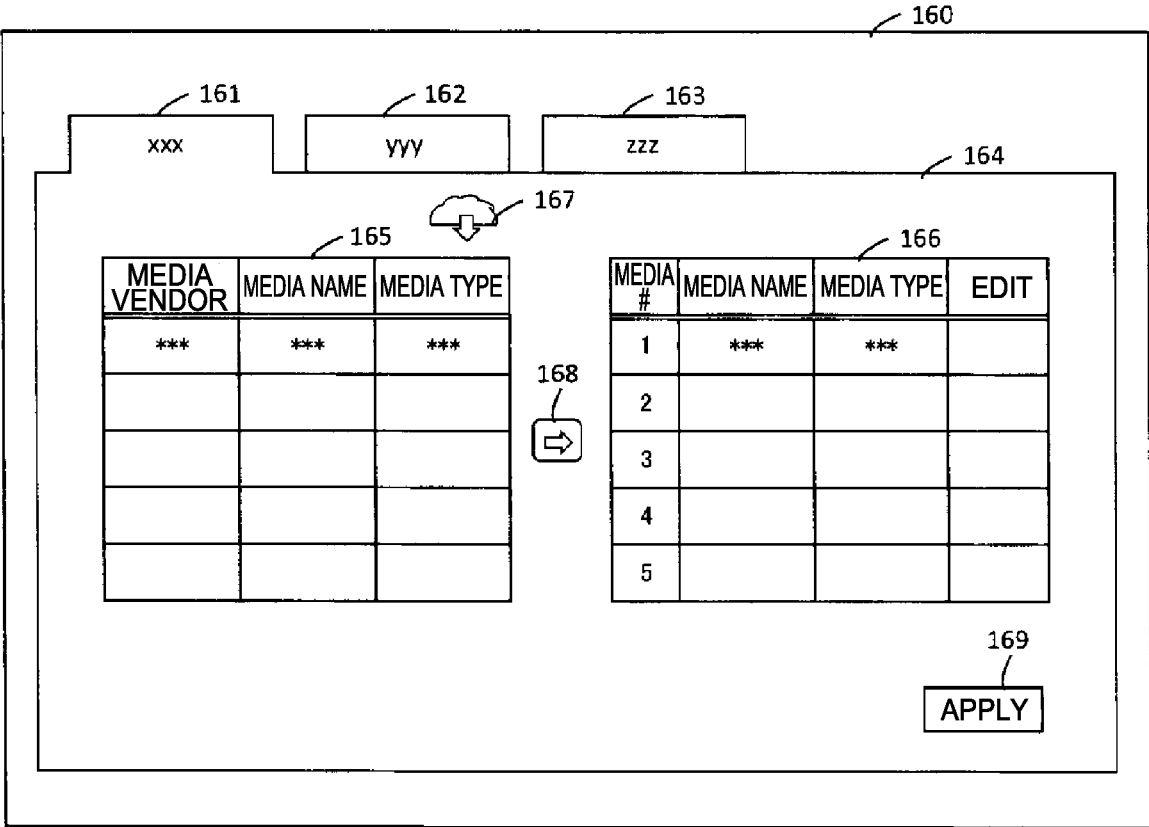 160
161
162
163
xxx
yyy
zzz
164
167
165
166
MEDIA VENDOR
MEDIA NAME
MEDIA TYPE
MEDIA #
MEDIA NAME
MEDIA TYPE
EDIT
*** *** ***
1 *** ***
168
2
3
4
5
169
APPLY